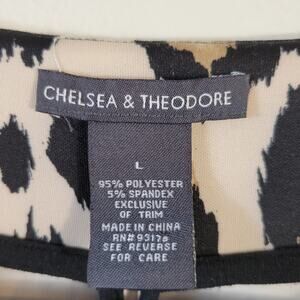 CHELSEA & THEODORE
L
95% POLYESTER
5% SPANDEX
EXCLUSIVE
OF TRIM
MADE IN CHINA
RN#93176
SEE REVERSE
FOR CARE